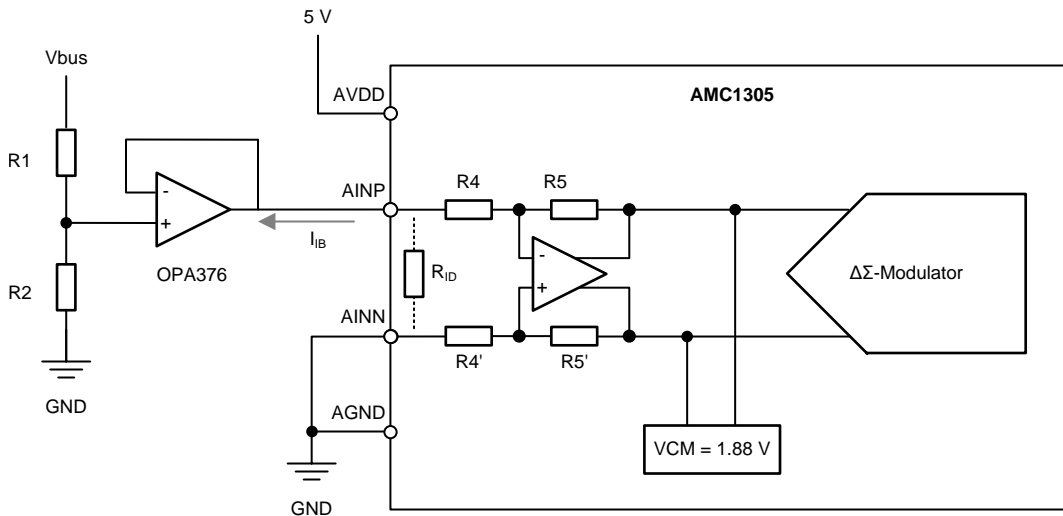 5 V
Vbus
AVDD
AMC1305
R1
AINP
R4
R5
-
+
-
+
IIB
OPA376
RID
ΔΣ-Modulator
R2
AINN
R4'
R5'
GND
AGND
VCM = 1.88 V
GND